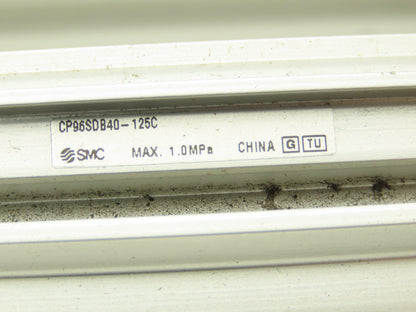 CP96SDB40-125C
SMC MAX. 1.0MPa CHINA G TU